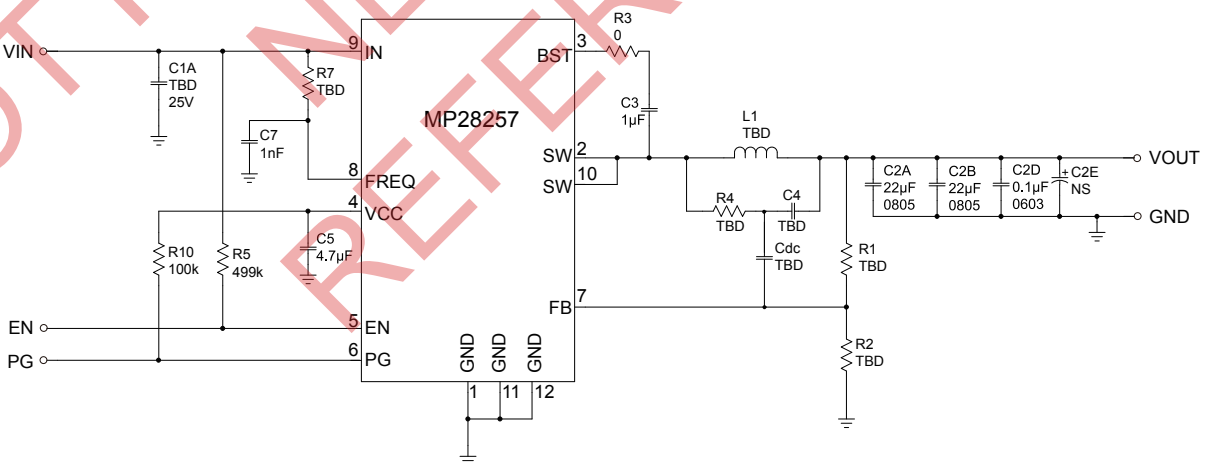 NOT
NE
REFER
VIN
C1A
TBD
25V
R7
TBD
C7
1nF
R10
100k
R5
499k
C5
4.7µF
EN
PG
9
IN
8
FREQ
4
VCC
5
EN
6
PG
MP28257
BST
3
SW
2
SW
10
FB
7
GND
GND
GND
1
11
12
R3
0
C3
1µF
L1
TBD
R4
TBD
C4
TBD
Cdc
TBD
R1
TBD
R2
TBD
C2A
22µF
0805
C2B
22µF
0805
C2D
0.1µF
0603
+
C2E
NS
VOUT
GND